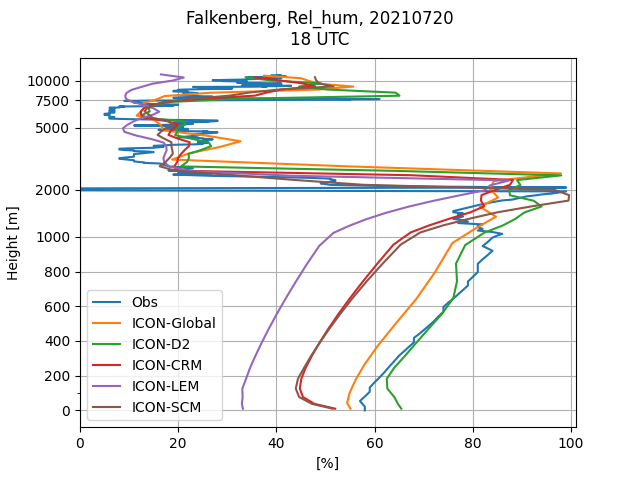 Falkenberg, Rel_hum, 20210720
18 UTC
10000
7500
5000
2000
1000
800
600
400
200
0
Height [m]
Obs
ICON-Global
ICON-D2
ICON-CRM
ICON-LEM
ICON-SCM
0 20 40 60 80 100
[%]